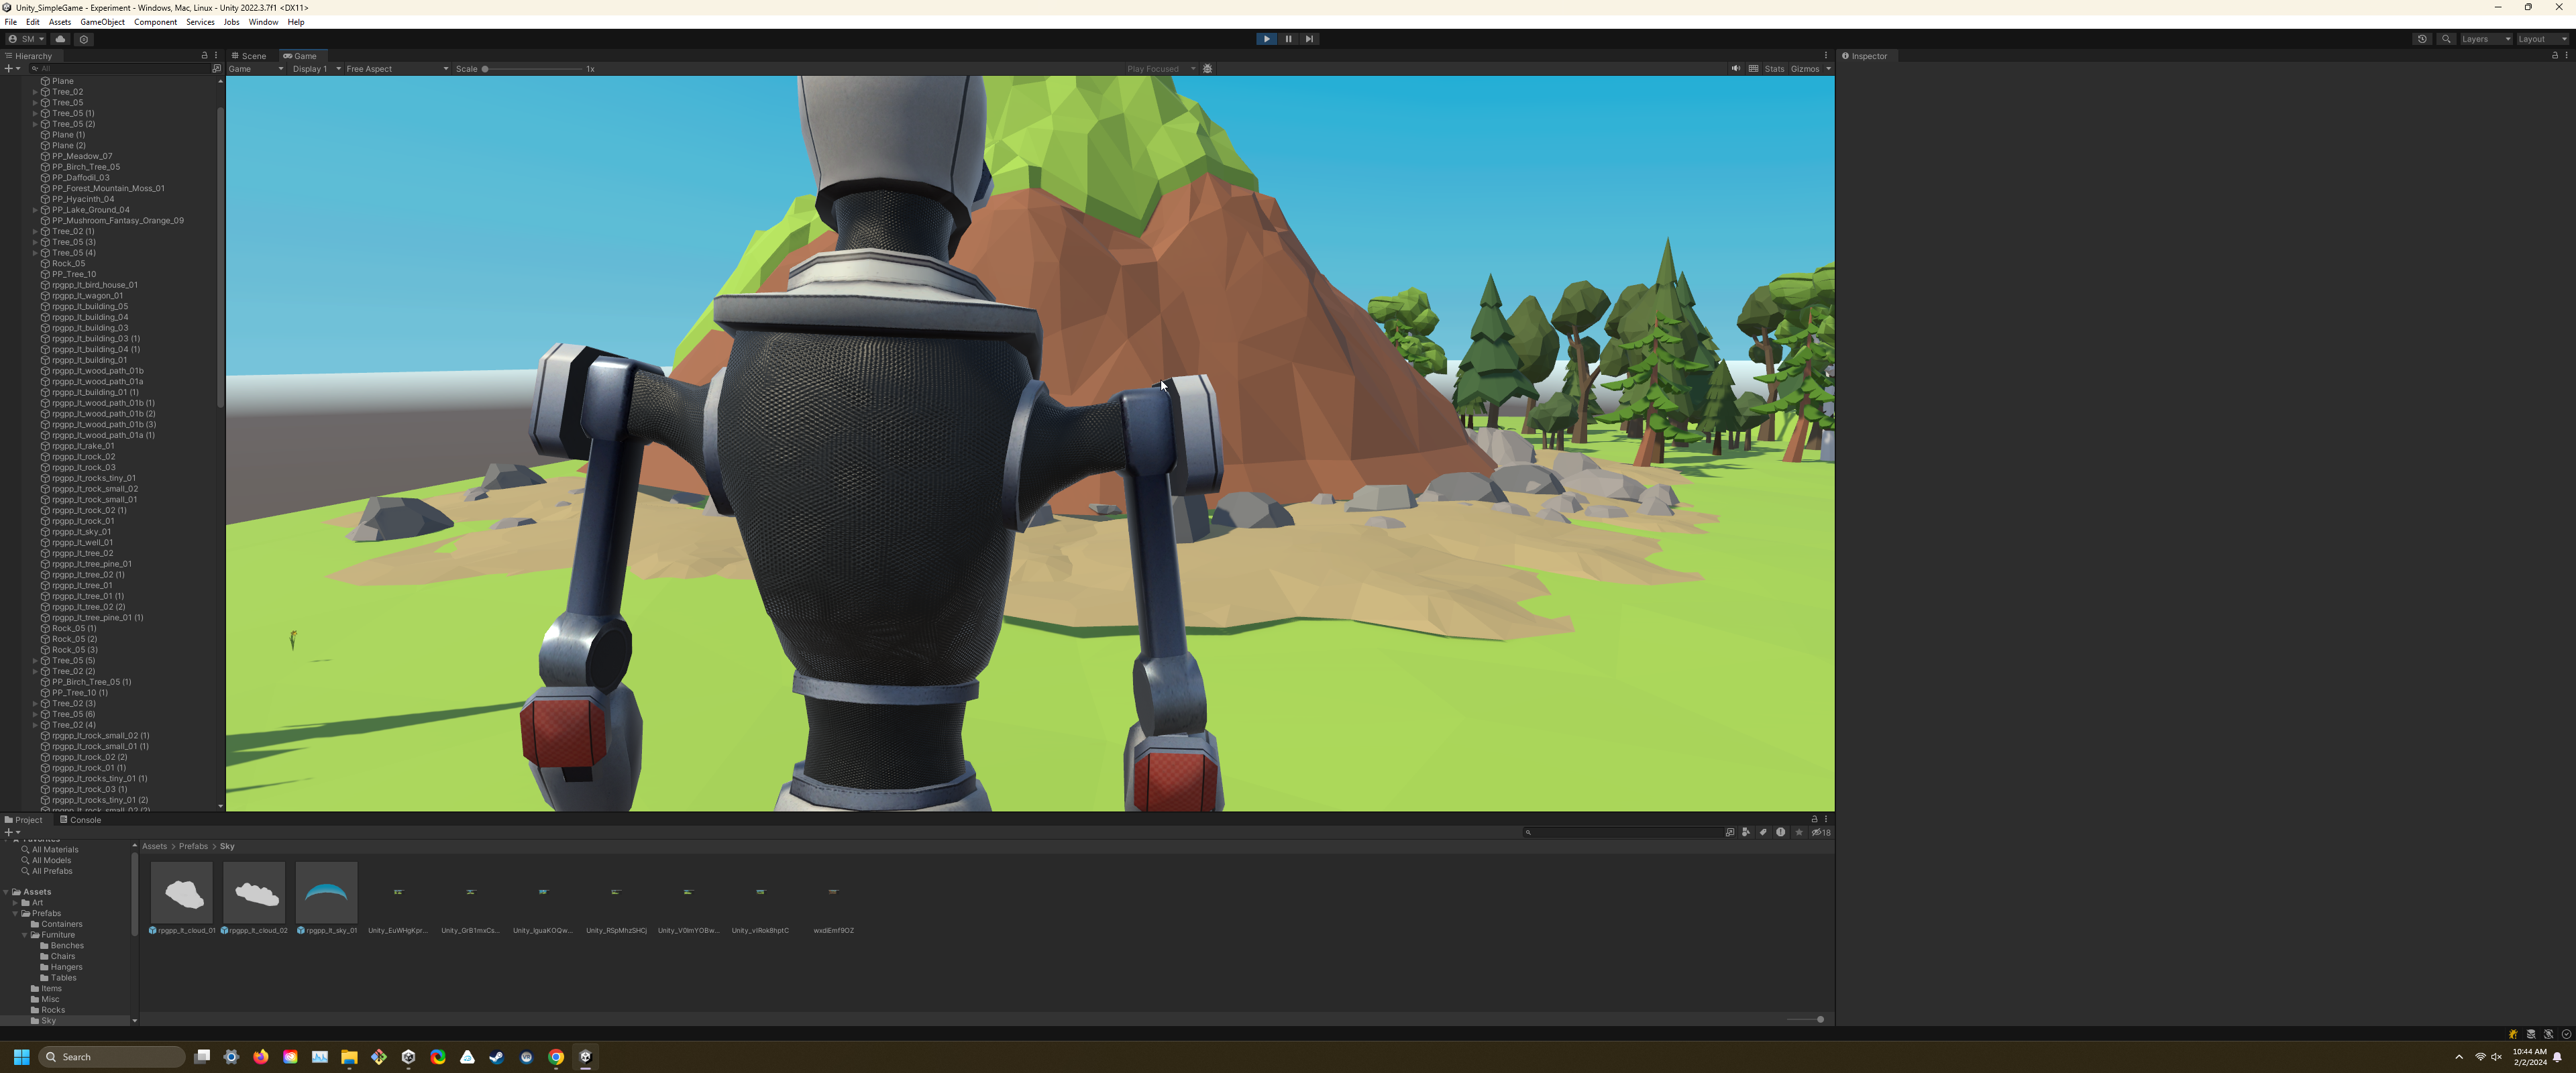 Unity_SimpleGame - Experiment - Windows, Mac, Linux - Unity 2022.3.7f1 <DX11>
File Edit Assets GameObject Component Services Jobs Window Help
SM
Layers Layout
Hierarchy
All
Plane
Tree_02
Tree_05
Tree_05 (1)
Tree_05 (2)
Plane (1)
Plane (2)
PP_Meadow_07
PP_Birch_Tree_05
PP_Daffodil_03
PP_Forest_Mountain_Moss_01
PP_Hyacinth_04
PP_Lake_Ground_04
PP_Mushroom_Fantasy_Orange_09
Tree_02 (1)
Tree_05 (3)
Tree_05 (4)
Rock_05
PP_Tree_10
rpgpp_lt_bird_house_01
rpgpp_lt_wagon_01
rpgpp_lt_building_05
rpgpp_lt_building_04
rpgpp_lt_building_03
rpgpp_lt_building_03 (1)
rpgpp_lt_building_04 (1)
rpgpp_lt_building_01
rpgpp_lt_wood_path_01b
rpgpp_lt_wood_path_01a
rpgpp_lt_building_01 (1)
rpgpp_lt_wood_path_01b (1)
rpgpp_lt_wood_path_01b (2)
rpgpp_lt_wood_path_01b (3)
rpgpp_lt_wood_path_01a (1)
rpgpp_lt_rake_01
rpgpp_lt_rock_02
rpgpp_lt_rock_03
rpgpp_lt_rocks_tiny_01
rpgpp_lt_rock_small_02
rpgpp_lt_rock_small_01
rpgpp_lt_rock_02 (1)
rpgpp_lt_rock_01
rpgpp_lt_sky_01
rpgpp_lt_well_01
rpgpp_lt_tree_02
rpgpp_lt_tree_pine_01
rpgpp_lt_tree_02 (1)
rpgpp_lt_tree_01
rpgpp_lt_tree_01 (1)
rpgpp_lt_tree_02 (2)
rpgpp_lt_tree_pine_01 (1)
Rock_05 (1)
Rock_05 (2)
Rock_05 (3)
Tree_05 (5)
Tree_02 (2)
PP_Birch_Tree_05 (1)
PP_Tree_10 (1)
Tree_02 (3)
Tree_05 (6)
Tree_02 (4)
rpgpp_lt_rock_small_02 (1)
rpgpp_lt_rock_small_01 (1)
rpgpp_lt_rock_02 (2)
rpgpp_lt_rock_01 (1)
rpgpp_lt_rocks_tiny_01 (1)
rpgpp_lt_rock_03 (1)
rpgpp_lt_rocks_tiny_01 (2)
Scene Game
Game Display 1 Free Aspect Scale 1x Play Focused Stats Gizmos
Inspector
Project Console
18
Favorites
All Materials
All Models
All Prefabs
Assets
Art
Prefabs
Containers
Furniture
Benches
Chairs
Hangers
Tables
Items
Misc
Rocks
Sky
Assets > Prefabs > Sky
rpgpp_lt_cloud_01 rpgpp_lt_cloud_02 rpgpp_lt_sky_01 Unity_EuWHgKpr... Unity_GrB1mxCs... Unity_RSpMhzSHCj
Search
10:44 AM
2/2/2024